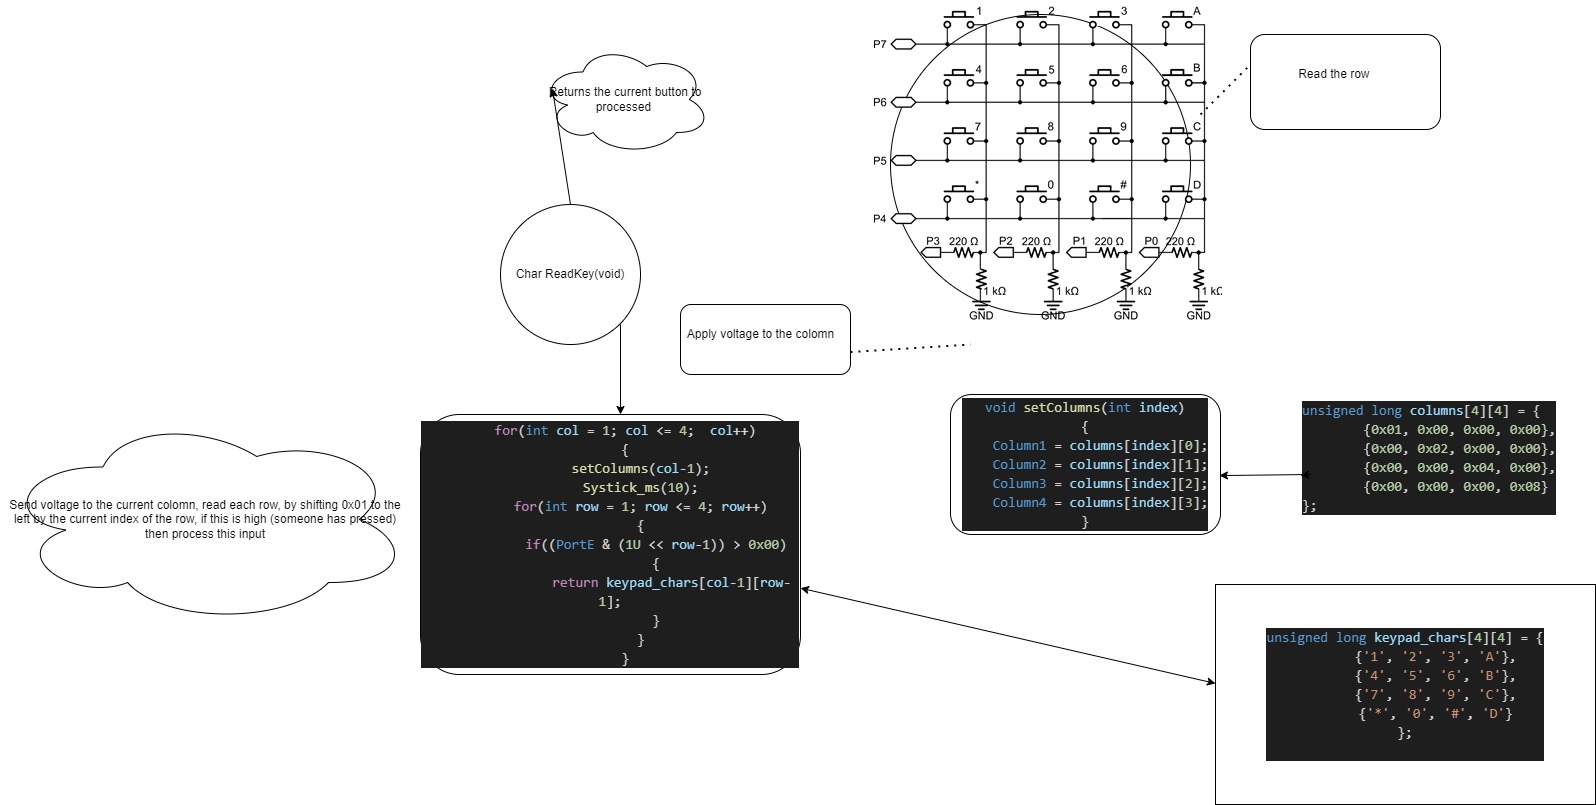 1 2 3 A
P7
Read the row
4 5 6 B
Returns the current button to
processed
P6
7 8 9 C
P5
* 0 # D
P4
P3 220 Ω P2 220 Ω P1 220 Ω P0 220 Ω
Char ReadKey(void)
1 kΩ 1 kΩ 1 kΩ 1 kΩ
GND GND GND GND
Apply voltage to the colomn
void setColumns(int index)
{
Column1 = columns[index][0];
Column2 = columns[index][1];
Column3 = columns[index][2];
Column4 = columns[index][3];
}
unsigned long columns[4][4] = {
{0x01, 0x00, 0x00, 0x00},
{0x00, 0x02, 0x00, 0x00},
{0x00, 0x00, 0x04, 0x00},
{0x00, 0x00, 0x00, 0x08}
};
for(int col = 1; col <= 4; col++)
{
setColumns(col-1);
Systick_ms(10);
for(int row = 1; row <= 4; row++)
{
if((PortE & (1U << row-1)) > 0x00)
{
return keypad_chars[col-1][row-
1];
}
}
}
Send voltage to the current colomn, read each row, by shifting 0x01 to the
left by the current index of the row, if this is high (someone has pressed)
then process this input
unsigned long keypad_chars[4][4] = {
{'1', '2', '3', 'A'},
{'4', '5', '6', 'B'},
{'7', '8', '9', 'C'},
{'*', '0', '#', 'D'}
};